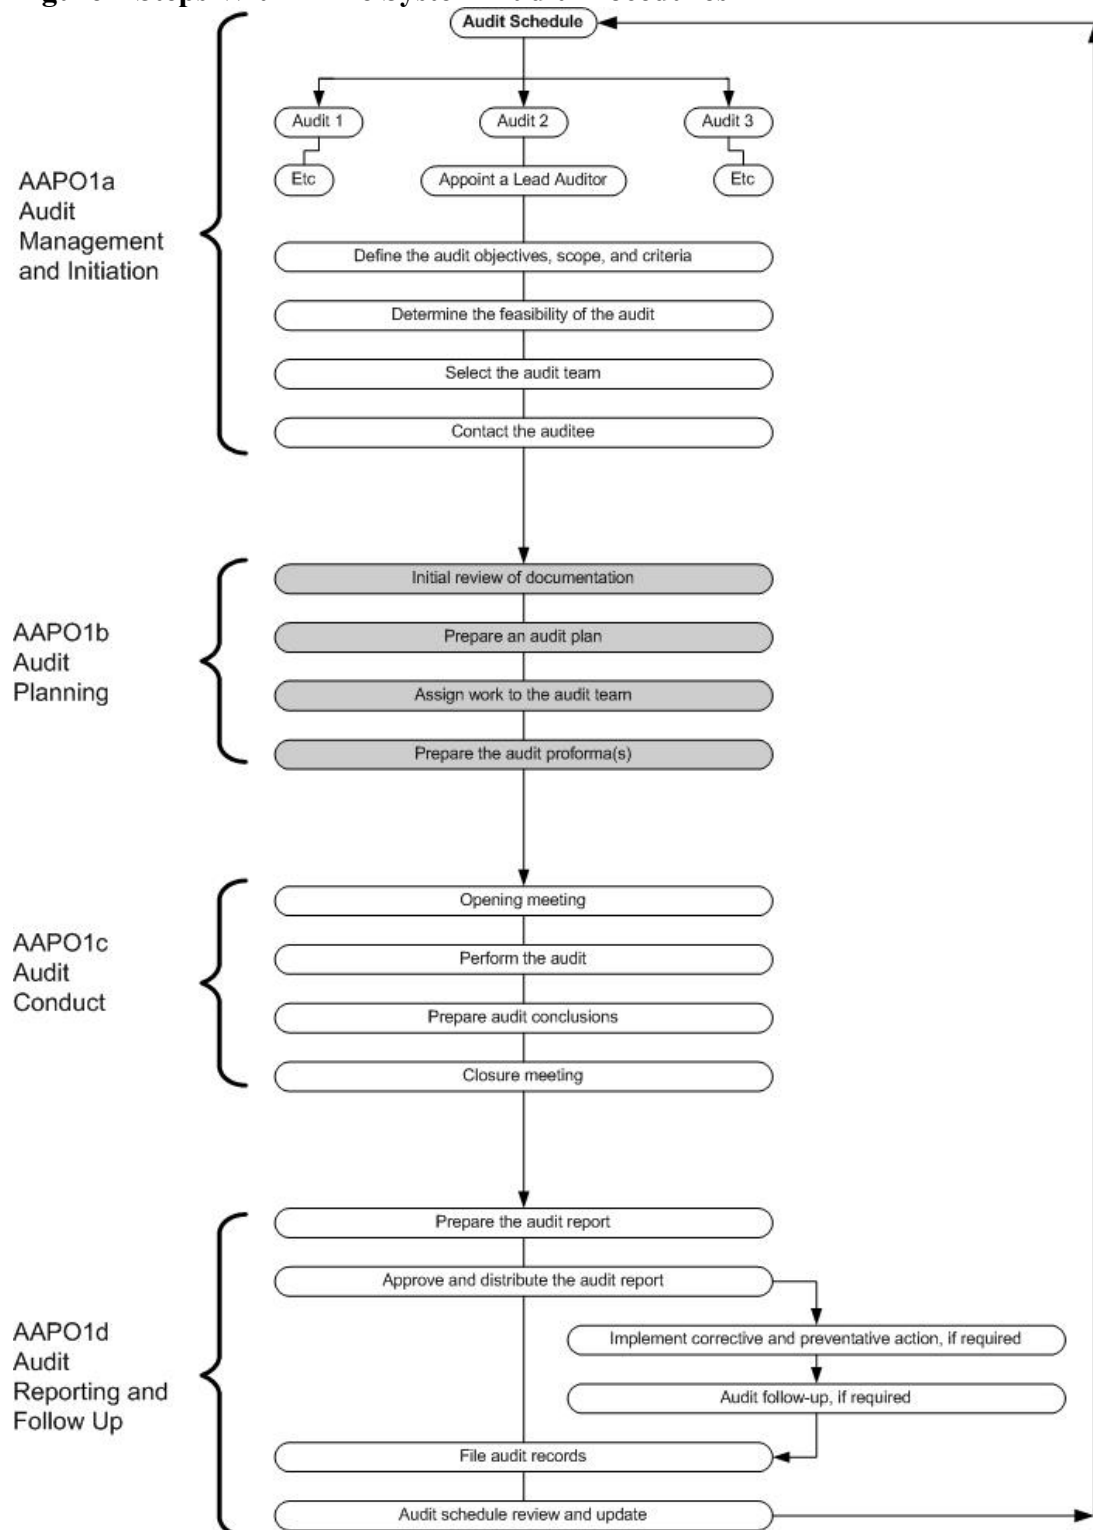 Audit Schedule
Audit 1
Audit 2
Audit 3
Etc
Appoint a Lead Auditor
Etc
AAPO1a
Audit
Management
and Initiation
Define the audit objectives, scope, and criteria
Determine the feasibility of the audit
Select the audit team
Contact the auditee
AAPO1b
Audit
Planning
Initial review of documentation
Prepare an audit plan
Assign work to the audit team
Prepare the audit proforma(s)
AAPO1c
Audit
Conduct
Opening meeting
Perform the audit
Prepare audit conclusions
Closure meeting
AAPO1d
Audit
Reporting and
Follow Up
Prepare the audit report
Approve and distribute the audit report
Implement corrective and preventative action, if required
Audit follow-up, if required
File audit records
Audit schedule review and update